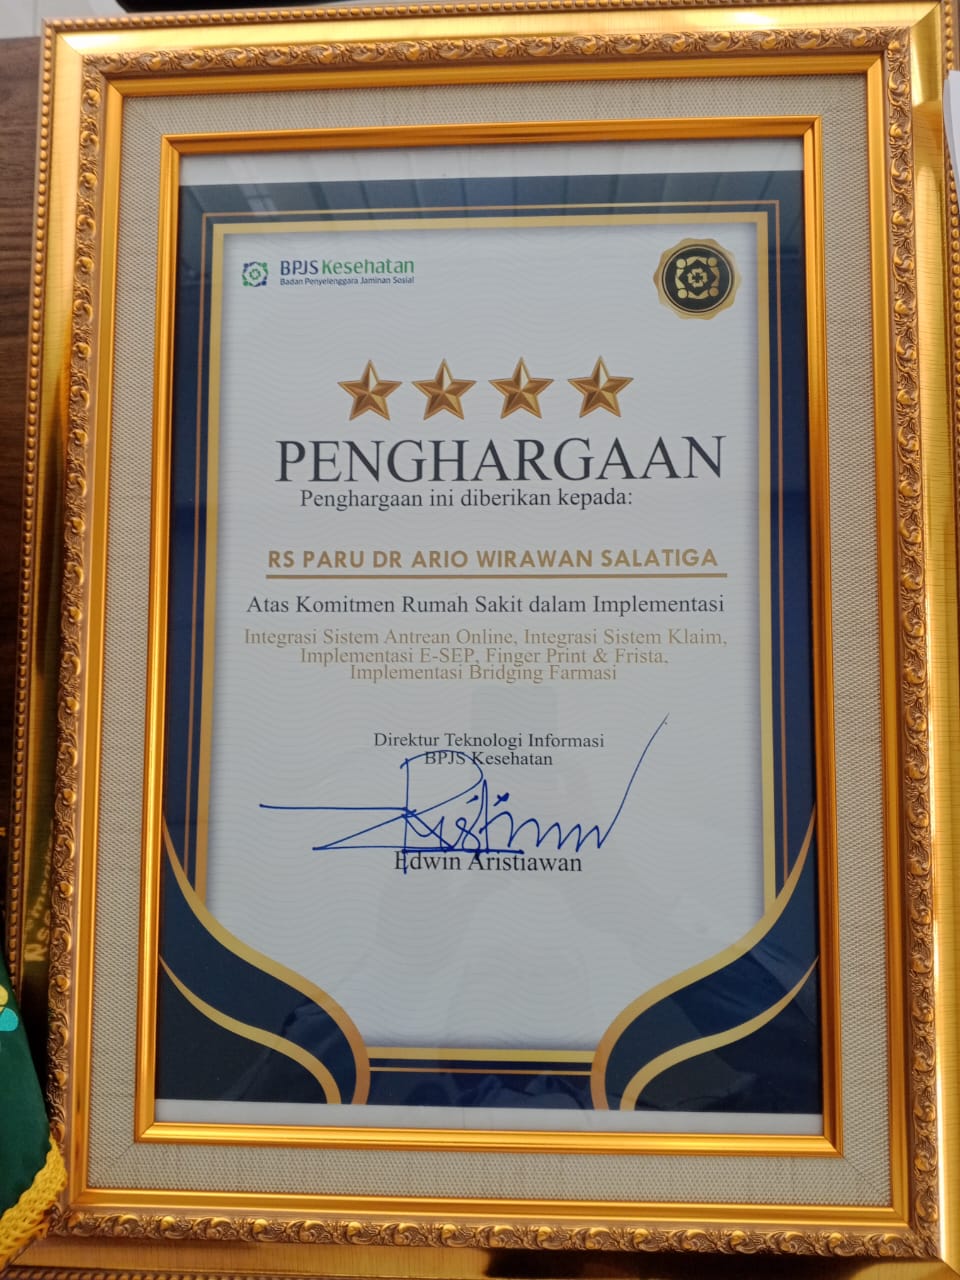 BPJS Kesehatan
Badan Penyelenggara Jaminan Sosial
PENGHARGAAN
Penghargaan ini diberikan kepada:
RS PARU DR ARIO WIRAWAN SALATIGA
Atas Komitmen Rumah Sakit dalam Implementasi
Integrasi Sistem Antrean Online, Integrasi Sistem Klaim,
Implementasi E-SEP, Finger Print & Frista,
Implementasi Bridging Farmasi
Direktur Teknologi Informasi
BPJS Kesehatan
Edwin Aristiawan